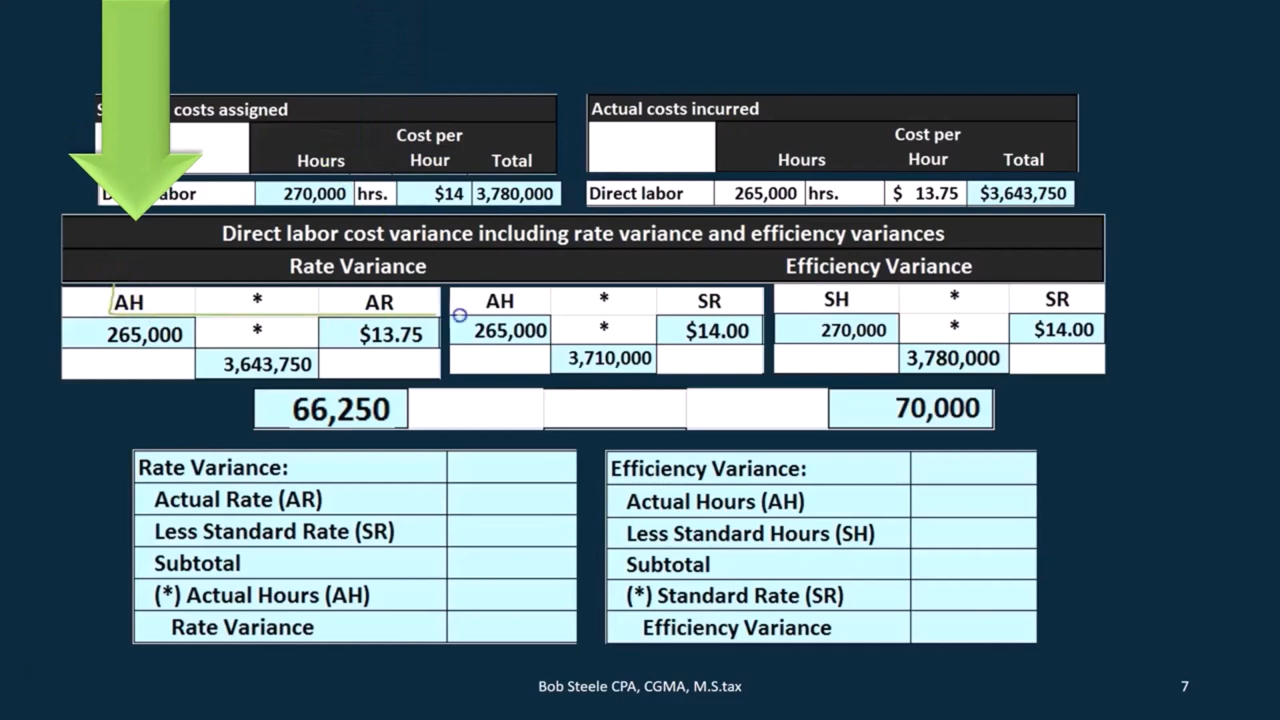 costs assigned
Actual costs incurred
Hours Cost per Hour Total
Hours Cost per Hour Total
270,000 hrs. $14 3,780,000
Direct labor 265,000 hrs. $ 13.75 $3,643,750
Direct labor cost variance including rate variance and efficiency variances
Rate Variance Efficiency Variance
AH * AR AH * SR SH * SR
265,000 * $13.75 265,000 * $14.00 270,000 * $14.00
3,643,750 3,710,000 3,780,000
66,250 70,000
Rate Variance:
Actual Rate (AR)
Less Standard Rate (SR)
Subtotal
(*) Actual Hours (AH)
Rate Variance
Efficiency Variance:
Actual Hours (AH)
Less Standard Hours (SH)
Subtotal
(*) Standard Rate (SR)
Efficiency Variance
Bob Steele CPA, CGMA, M.S.tax 7